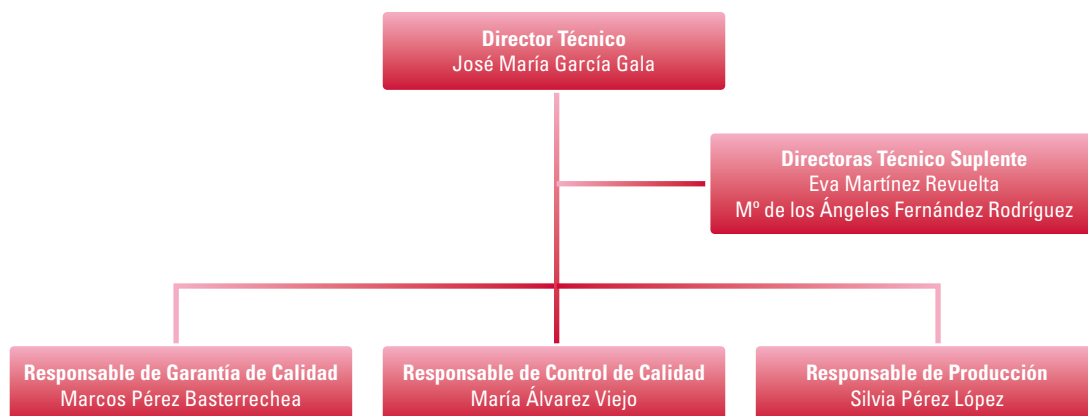 Director Técnico
José María García Gala
Directoras Técnico Suplente
Eva Martínez Revuelta
Mº de los Ángeles Fernández Rodríguez
Responsable de Garantía de Calidad
Marcos Pérez Basterrechea
Responsable de Control de Calidad
María Álvarez Viejo
Responsable de Producción
Silvia Pérez López